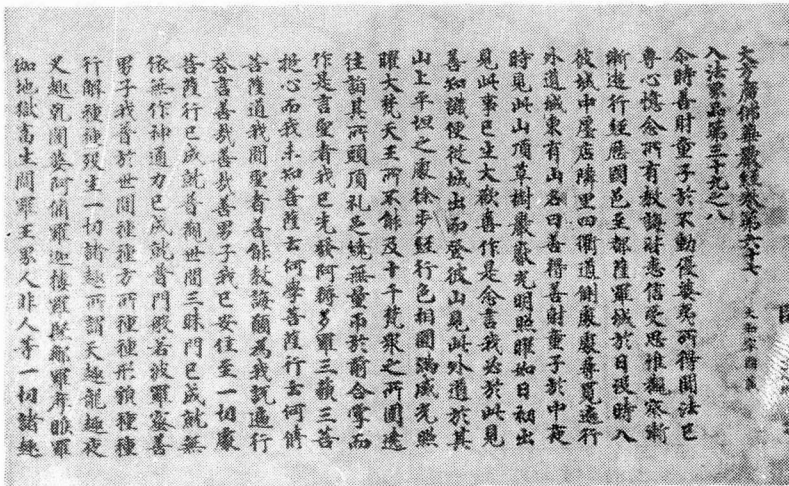 大方廣佛華嚴經卷第六十七
大和寧國藏
入法界品第三十九之八
尒時善財童子於不動優婆夷所得聞法已
專心憶念所有教誨財悉信受思惟觀察漸
漸遊行經歷國邑至都薩羅城於日没時入
彼城中廛店隣里四衢道側處處尋覓遍行
外道城東有山名曰善得善財童子於中夜
時見此山頂草樹巖巘光明照曜如日初出
見此事已生大歡喜作是念言我必於此見
善知識便從城出而登彼山見此外道於其
山上平坦之處徐步經行色相圓滿威光照
曜大梵天王所不能及十千梵衆之所圍遶
往詣其所頭頂礼足繞無量帀於前合掌而
作是言聖者我已先發阿耨多羅三藐三菩
提心而我未知菩薩云何學菩薩行云何修
菩薩道我聞聖者善能教誨願為我說遍行
荅言善哉善哉善男子我已安住至一切處
菩薩行已成就普觀世間三昧門已成就無
依無作神通力已成就普門般若波羅蜜善
男子我普於世間種種方所種種形貌種種
行解種種殁生一切諸趣所謂天趣龍趣夜
叉趣乾闥婆阿脩羅迦樓羅緊那羅摩睺羅
伽地獄畜生閻羅王界人非人等一切諸趣